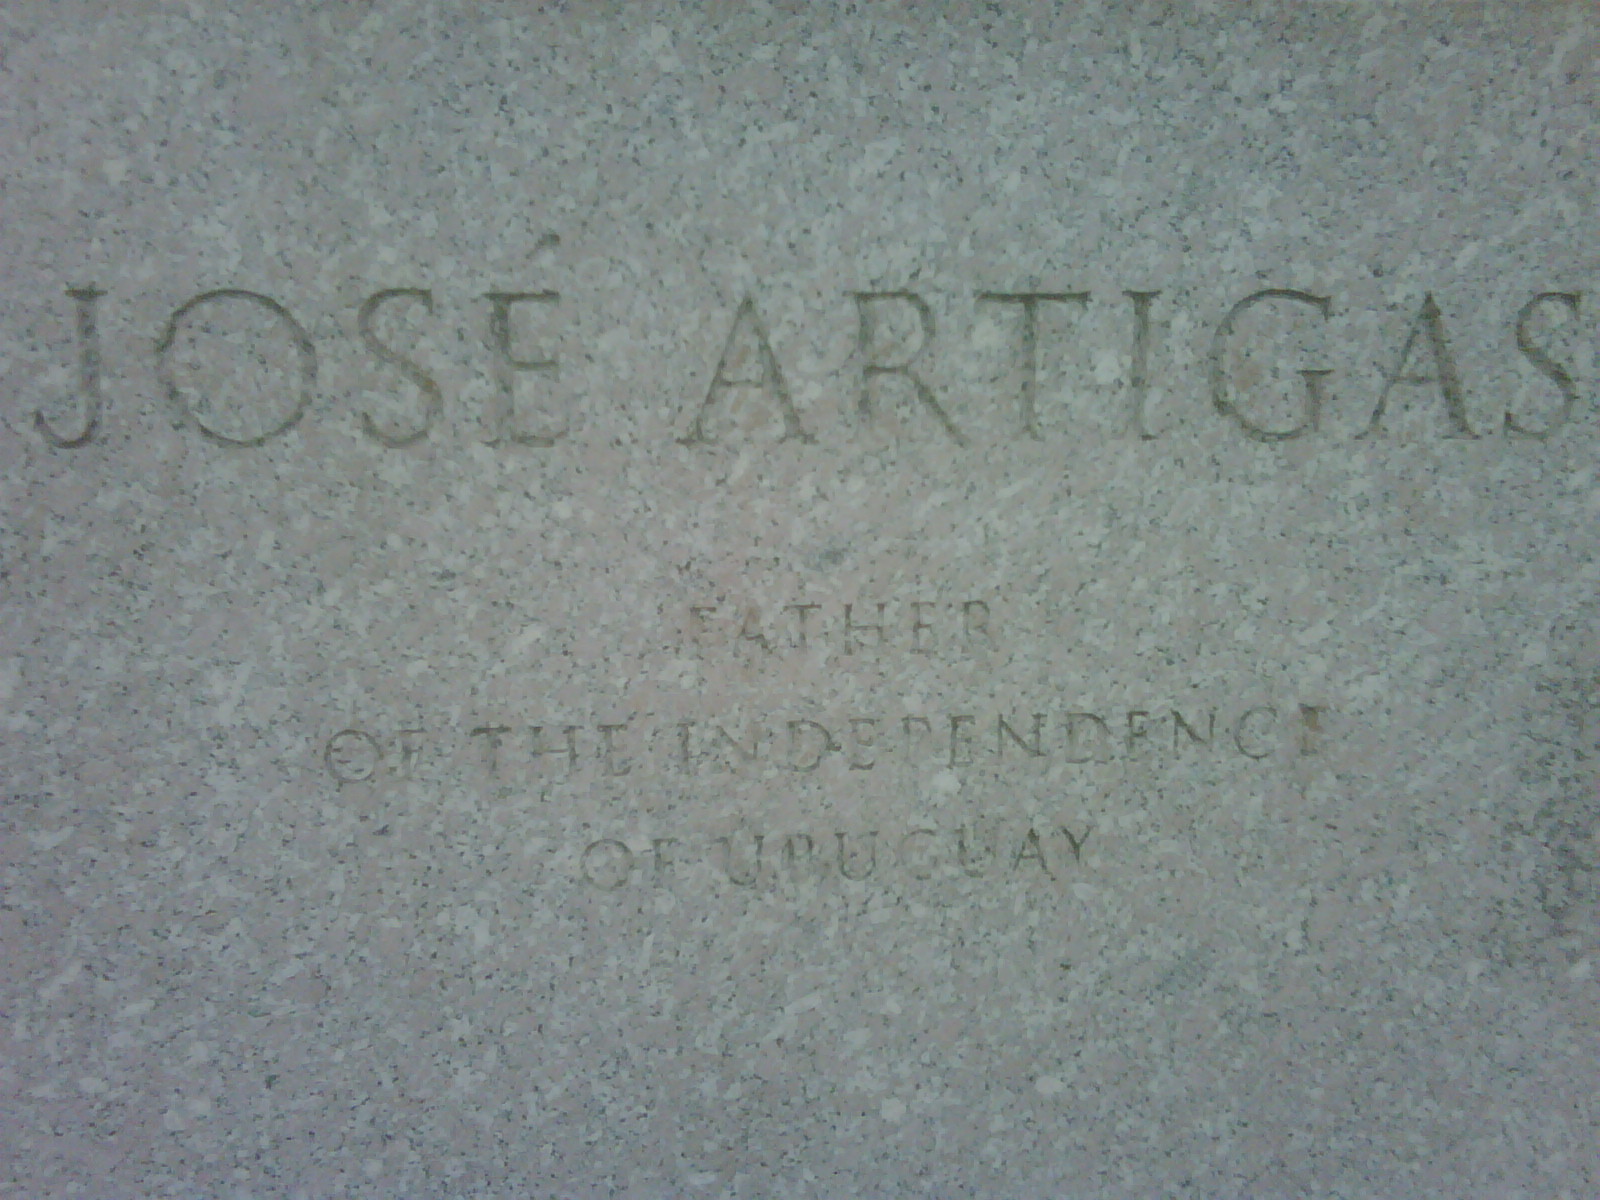 JOSÉ ARTIGAS
FATHER
OF THE INDEPENDENCE
OF URUGUAY